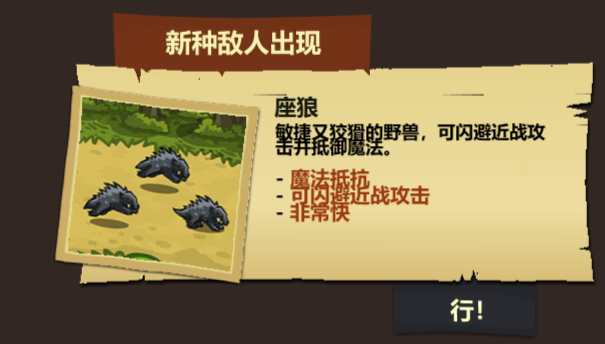 新种敌人出现
座狼
敏捷又狡猾的野兽，可闪避近战攻
击并抵御魔法。
- 魔法抵抗
- 可闪避近战攻击
- 非常快
行！